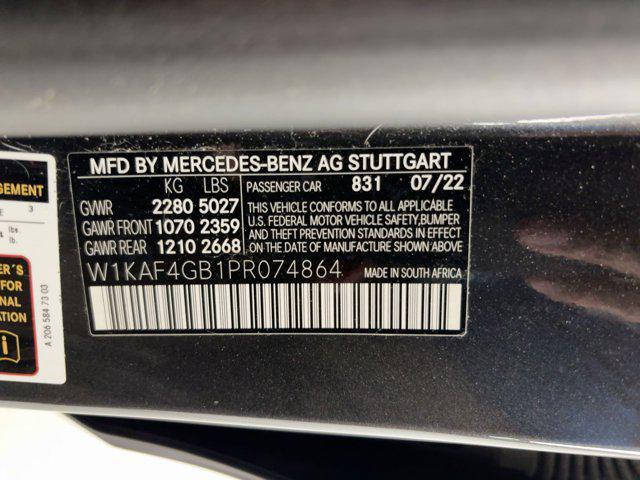 MFD BY MERCEDES-BENZ AG STUTTGART
KG LBS PASSENGER CAR 831 07/22
GVWR 2280 5027
GAWR FRONT 1070 2359
GAWR REAR 1210 2668
THIS VEHICLE CONFORMS TO ALL APPLICABLE
U.S. FEDERAL MOTOR VEHICLE SAFETY, BUMPER
AND THEFT PREVENTION STANDARDS IN EFFECT
ON THE DATE OF MANUFACTURE SHOWN ABOVE
W1KAF4GB1PR074864 MADE IN SOUTH AFRICA
3
lbs.
lb.
A 206 584 73 03